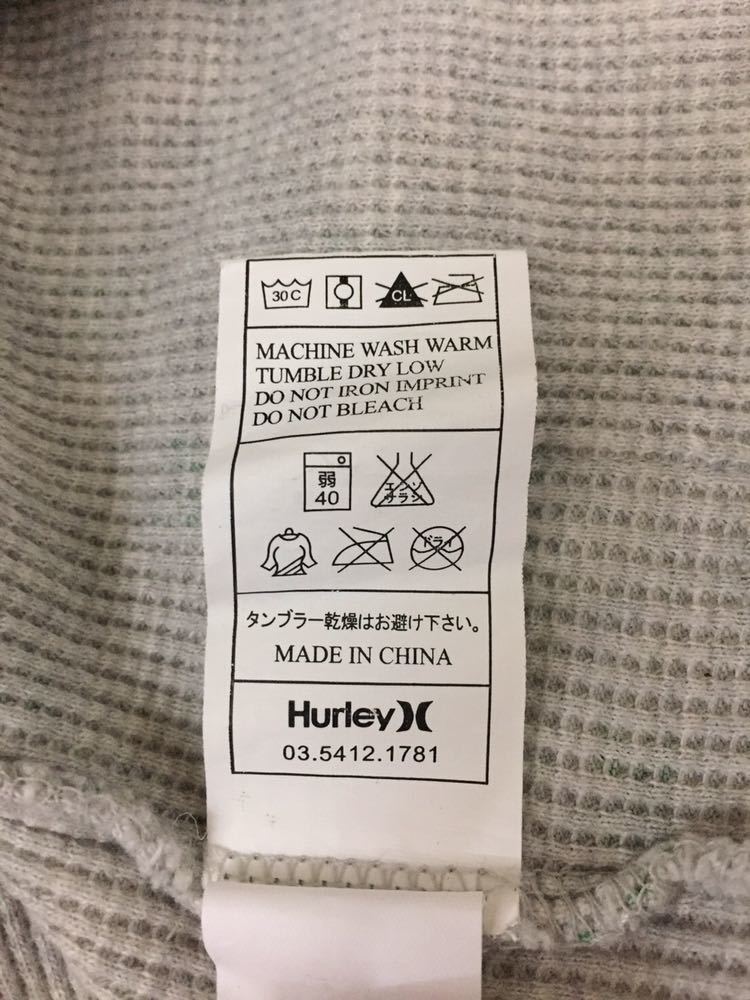 30 C
CL
MACHINE WASH WARM
TUMBLE DRY LOW
DO NOT IRON IMPRINT
DO NOT BLEACH
弱
40
エンソ
サラシ
ドライ
タンブラー乾燥はお避け下さい。
MADE IN CHINA
Hurley
03.5412.1781